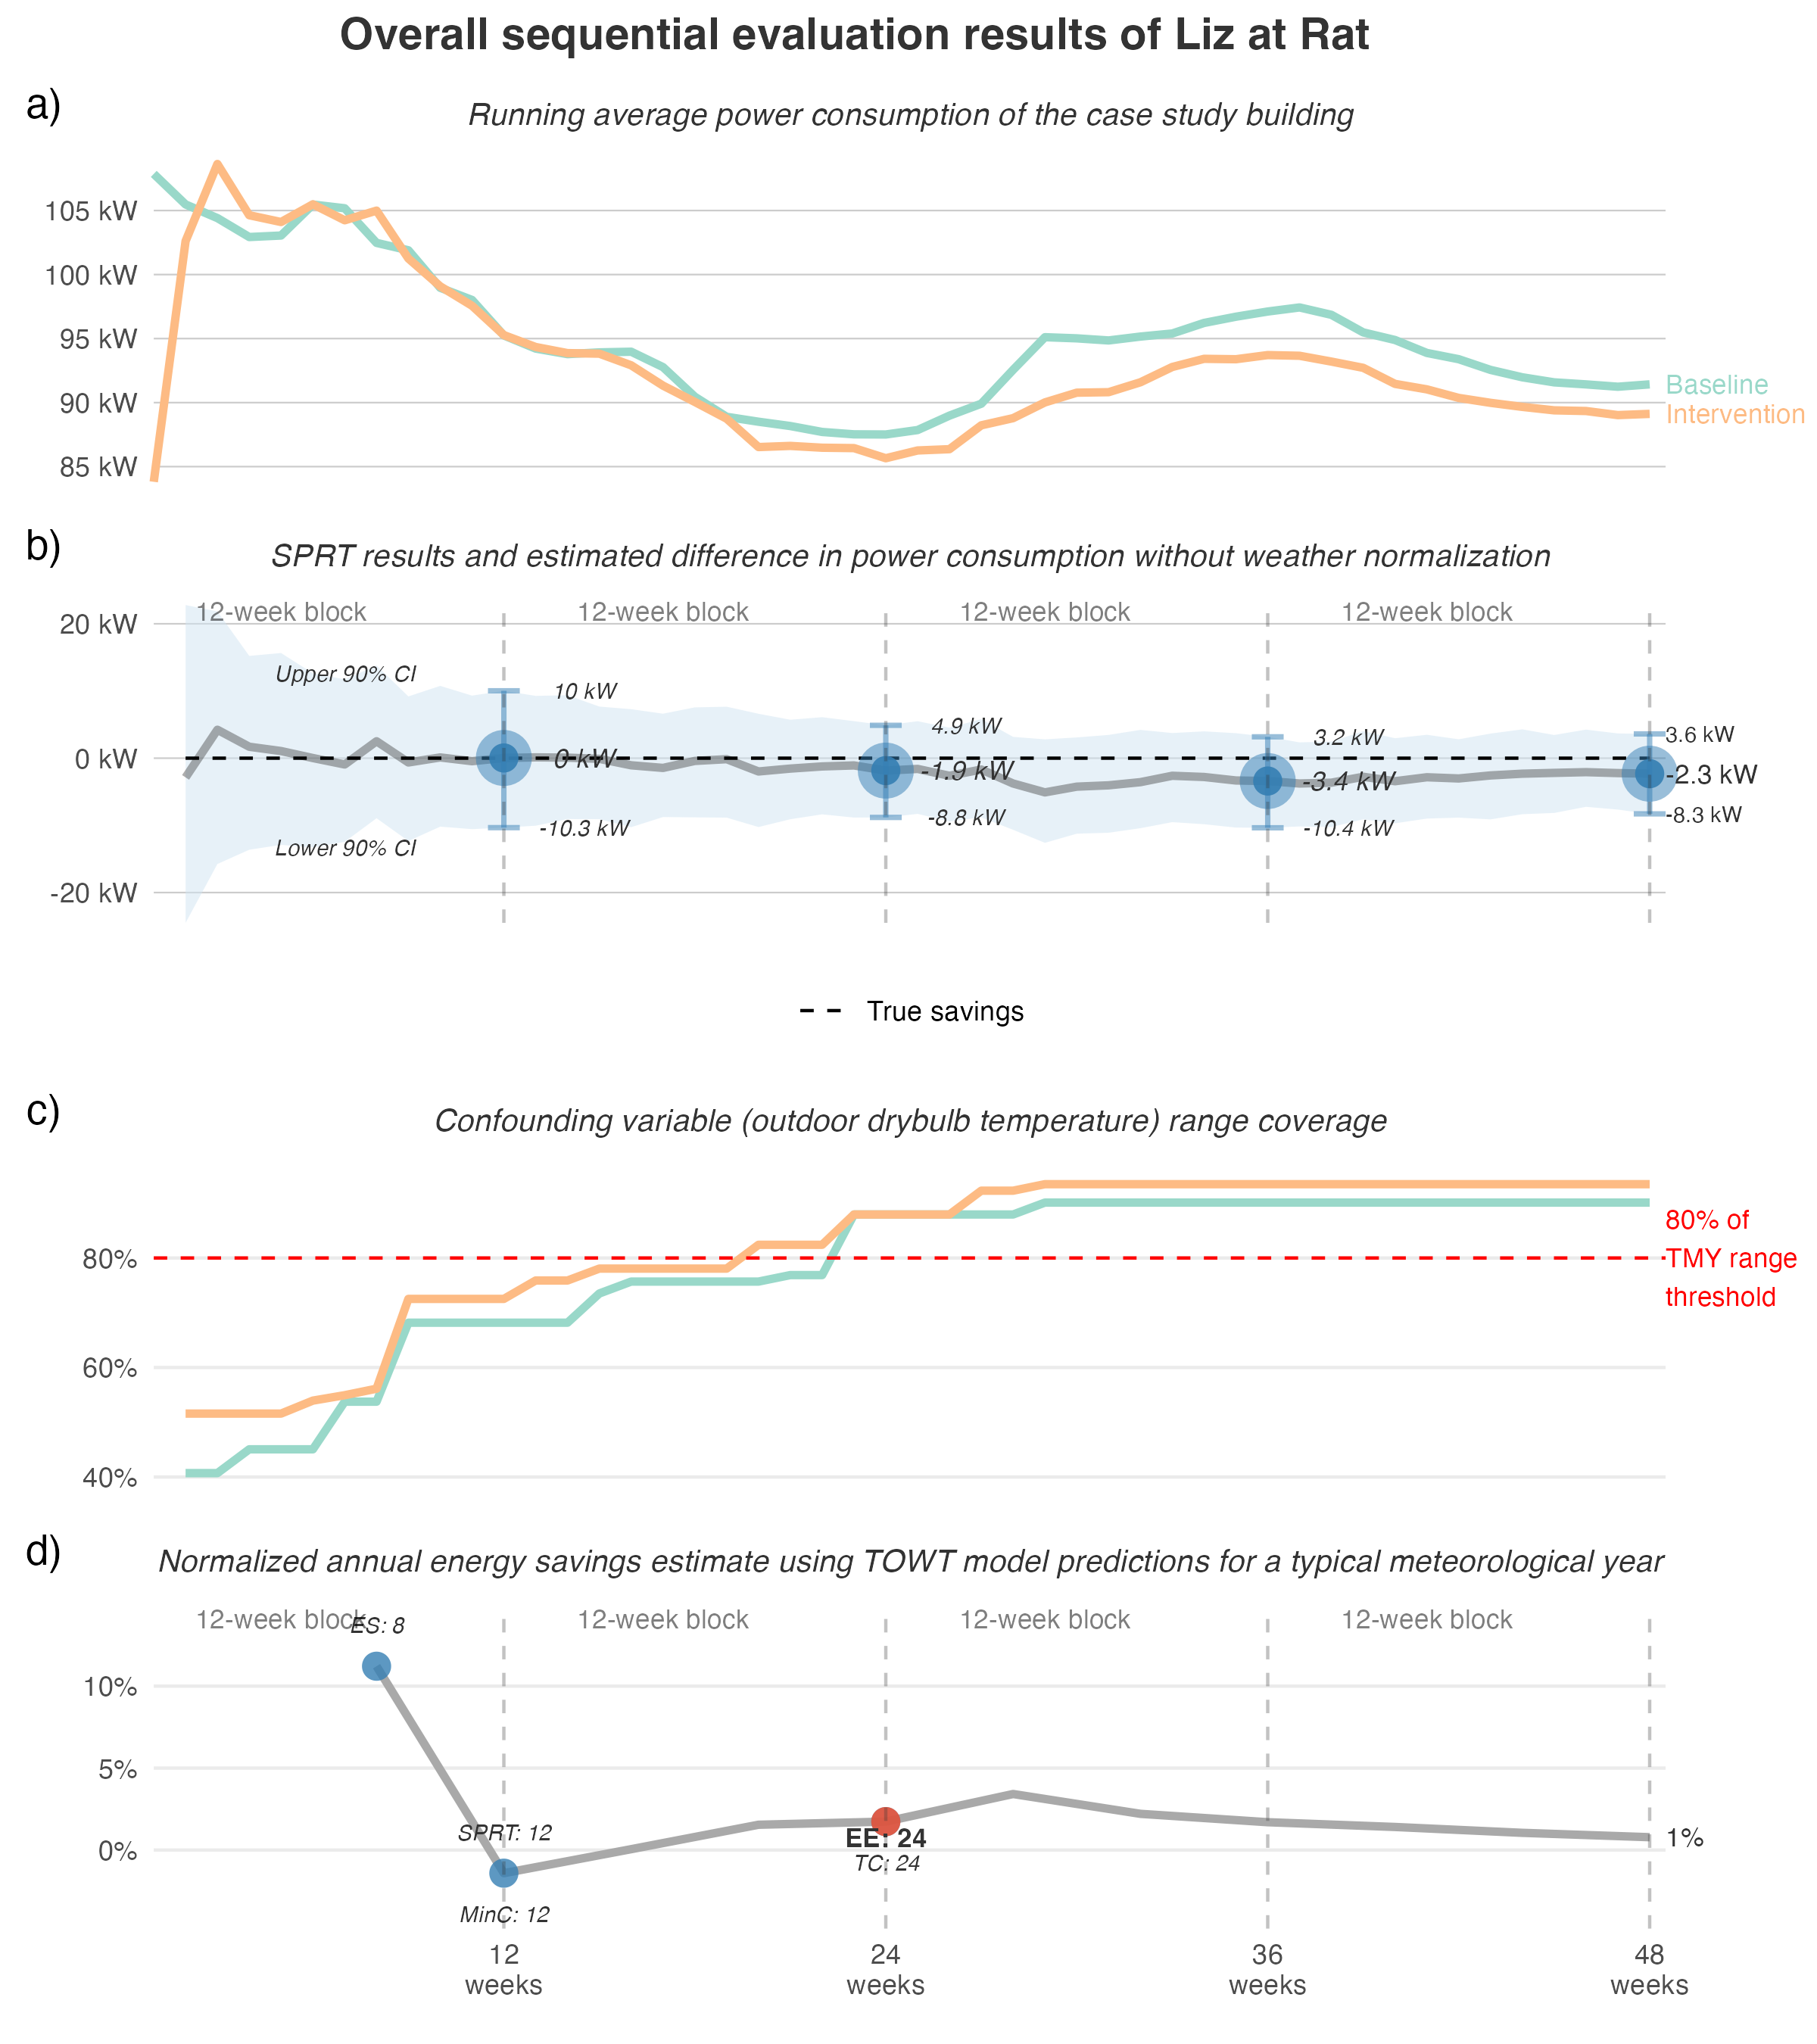 Overall sequential evaluation results of Liz at Rat
a)
Running average power consumption of the case study building
105 kW
100 kW
95 kW
90 kW
85 kW
Baseline
Intervention
b)
SPRT results and estimated difference in power consumption without weather normalization
12-week block 12-week block 12-week block 12-week block
20 kW
0 kW
-20 kW
Upper 90% CI
Lower 90% CI
10 kW
0 kW
-10.3 kW
4.9 kW
-1.9 kW
-8.8 kW
3.2 kW
-3.4 kW
-10.4 kW
3.6 kW
-2.3 kW
-8.3 kW
True savings
c)
Confounding variable (outdoor drybulb temperature) range coverage
80%
60%
40%
80% of
TMY range
threshold
d)
Normalized annual energy savings estimate using TOWT model predictions for a typical meteorological year
12-week block 12-week block 12-week block 12-week block
ES: 8
10%
5%
0%
SPRT: 12
MinC: 12
EE: 24
TC: 24
1%
12
weeks
24
weeks
36
weeks
48
weeks